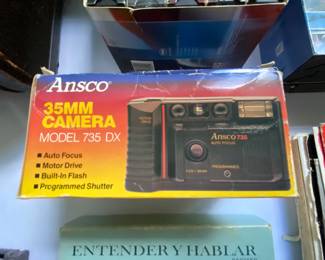 Ansco
35MM
CAMERA
MODEL 735 DX
■ Auto Focus
■ Motor Drive
■ Built-In Flash
■ Programmed Shutter
Ansco 735
AUTO FOCUS
PROGRAMMED
ENTENDER Y HABLAR